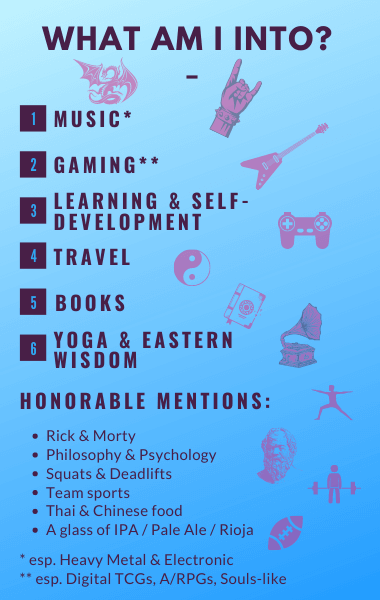 WHAT AM I INTO?
–
1 MUSIC*
2 GAMING**
3 LEARNING & SELF-
DEVELOPMENT
4 TRAVEL
5 BOOKS
6 YOGA & EASTERN
WISDOM
HONORABLE MENTIONS:
• Rick & Morty
• Philosophy & Psychology
• Squats & Deadlifts
• Team sports
• Thai & Chinese food
• A glass of IPA / Pale Ale / Rioja
* esp. Heavy Metal & Electronic
** esp. Digital TCGs, A/RPGs, Souls-like